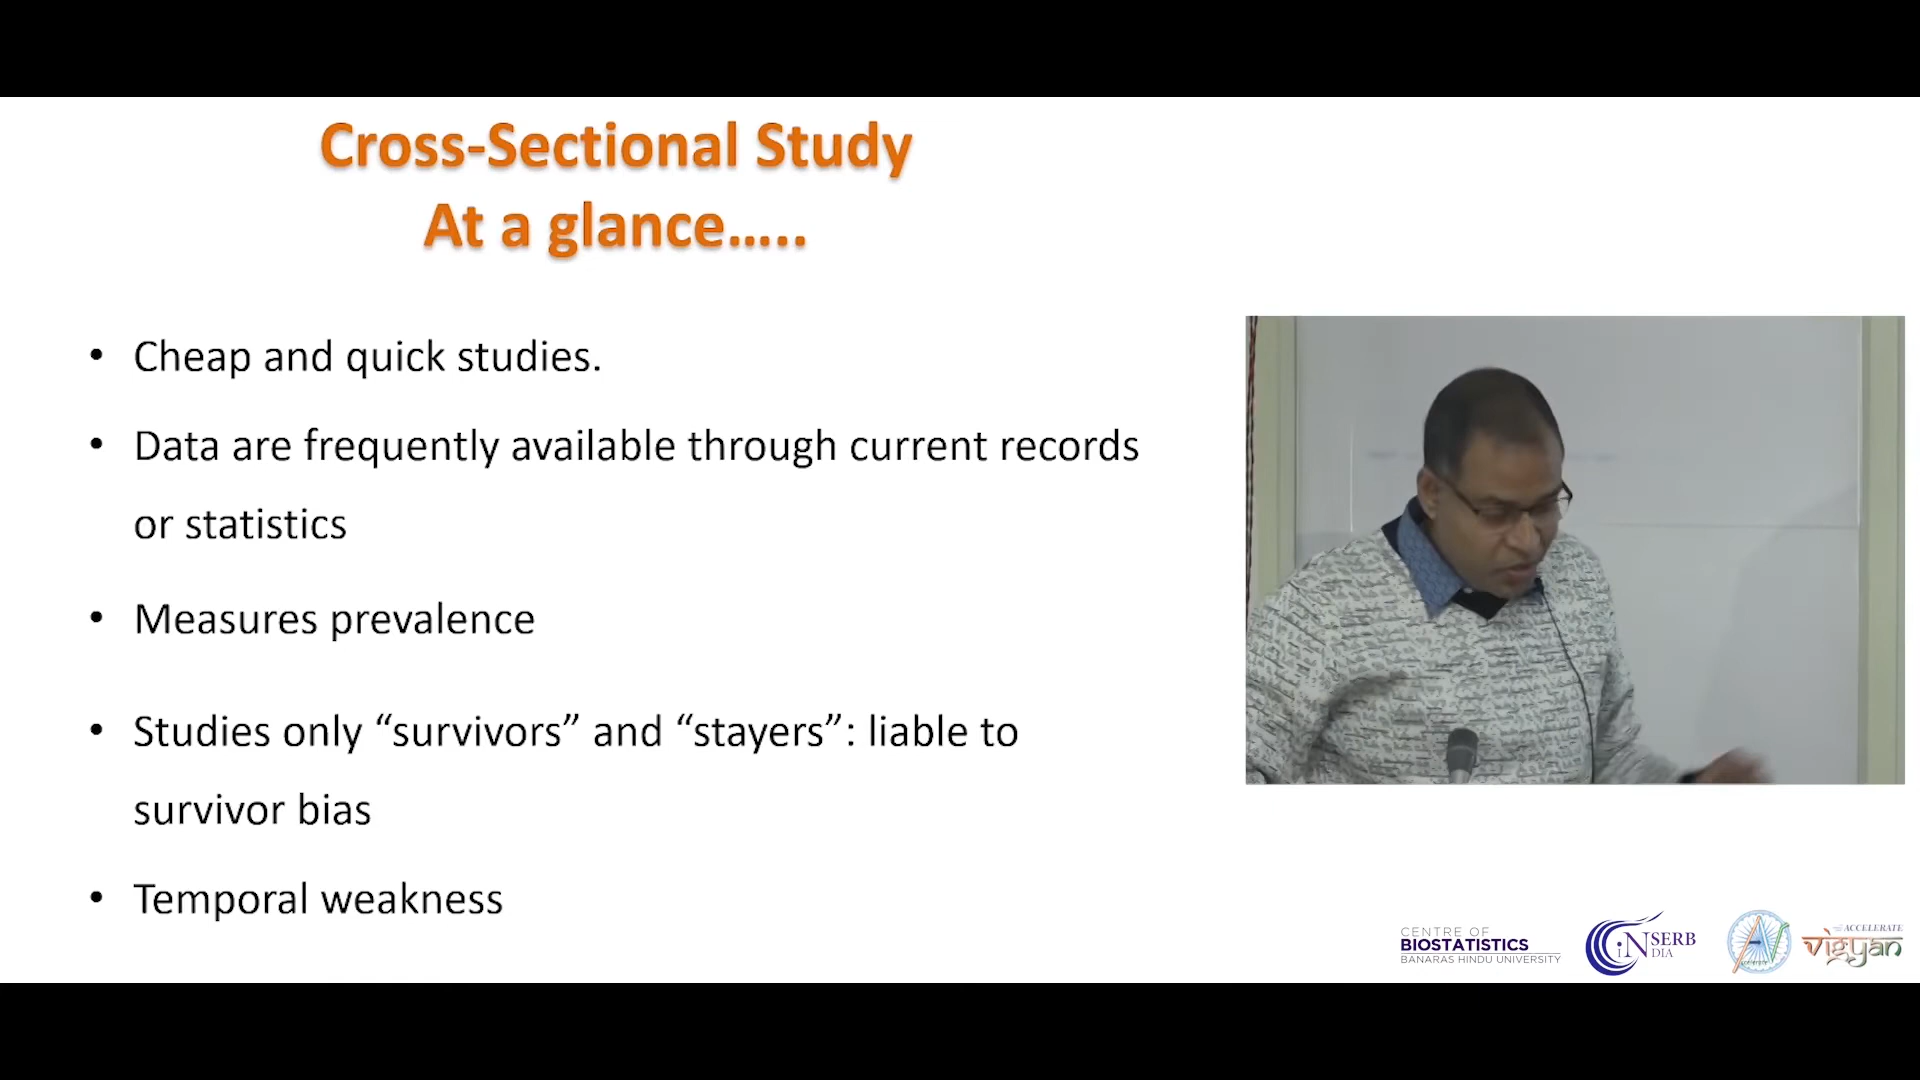 Cross-Sectional Study
At a glance…..
• Cheap and quick studies.
• Data are frequently available through current records
or statistics
• Measures prevalence
• Studies only “survivors” and “stayers”: liable to
survivor bias
• Temporal weakness
CENTRE OF
BIOSTATISTICS
BANARAS HINDU UNIVERSITY
SERB
INDIA
ACCELERATE
विgyan